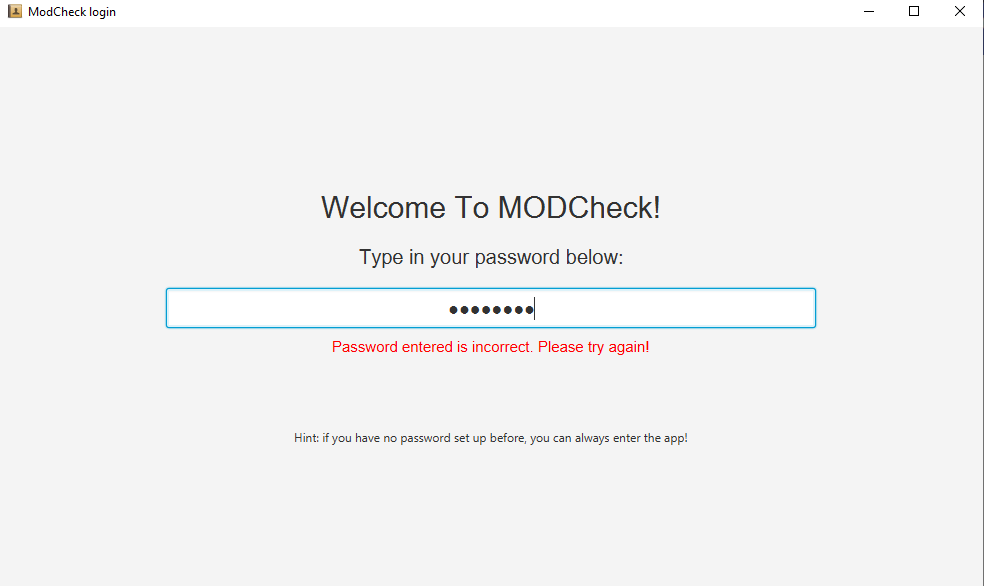 ModCheck login
Welcome To MODCheck!
Type in your password below:
●●●●●●●●
Password entered is incorrect. Please try again!
Hint: if you have no password set up before, you can always enter the app!